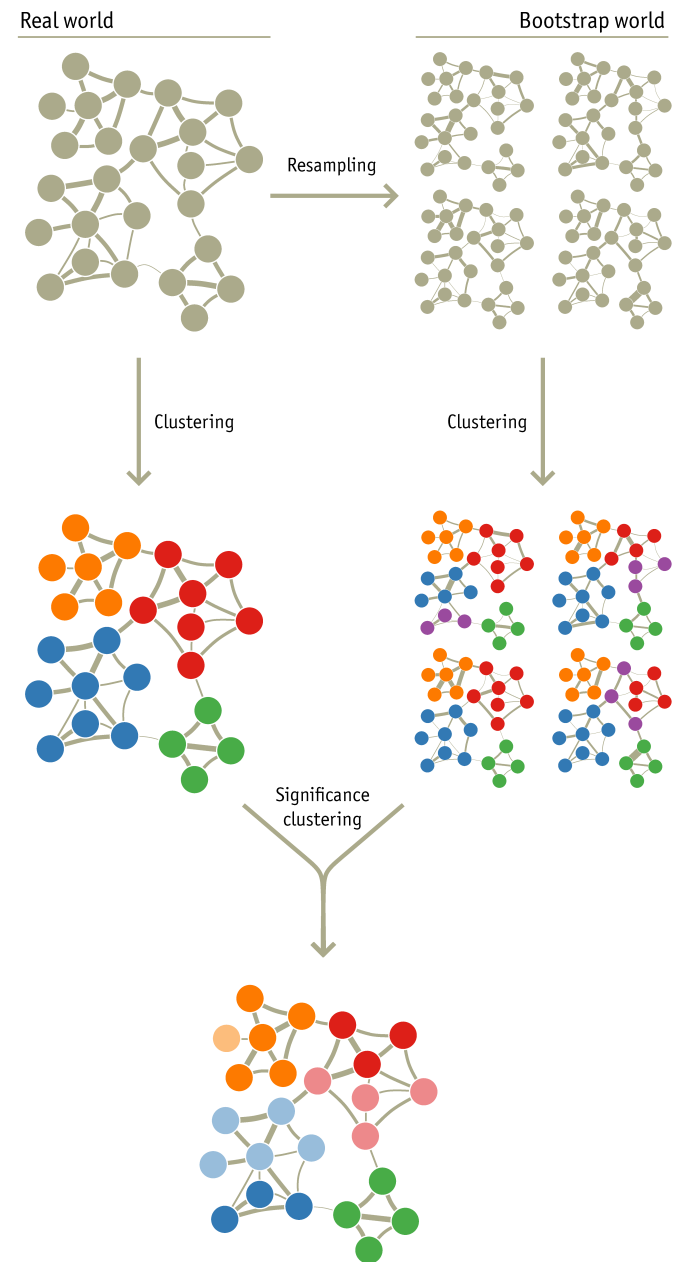 Real world
Bootstrap world
Resampling
Clustering
Clustering
Significance
clustering